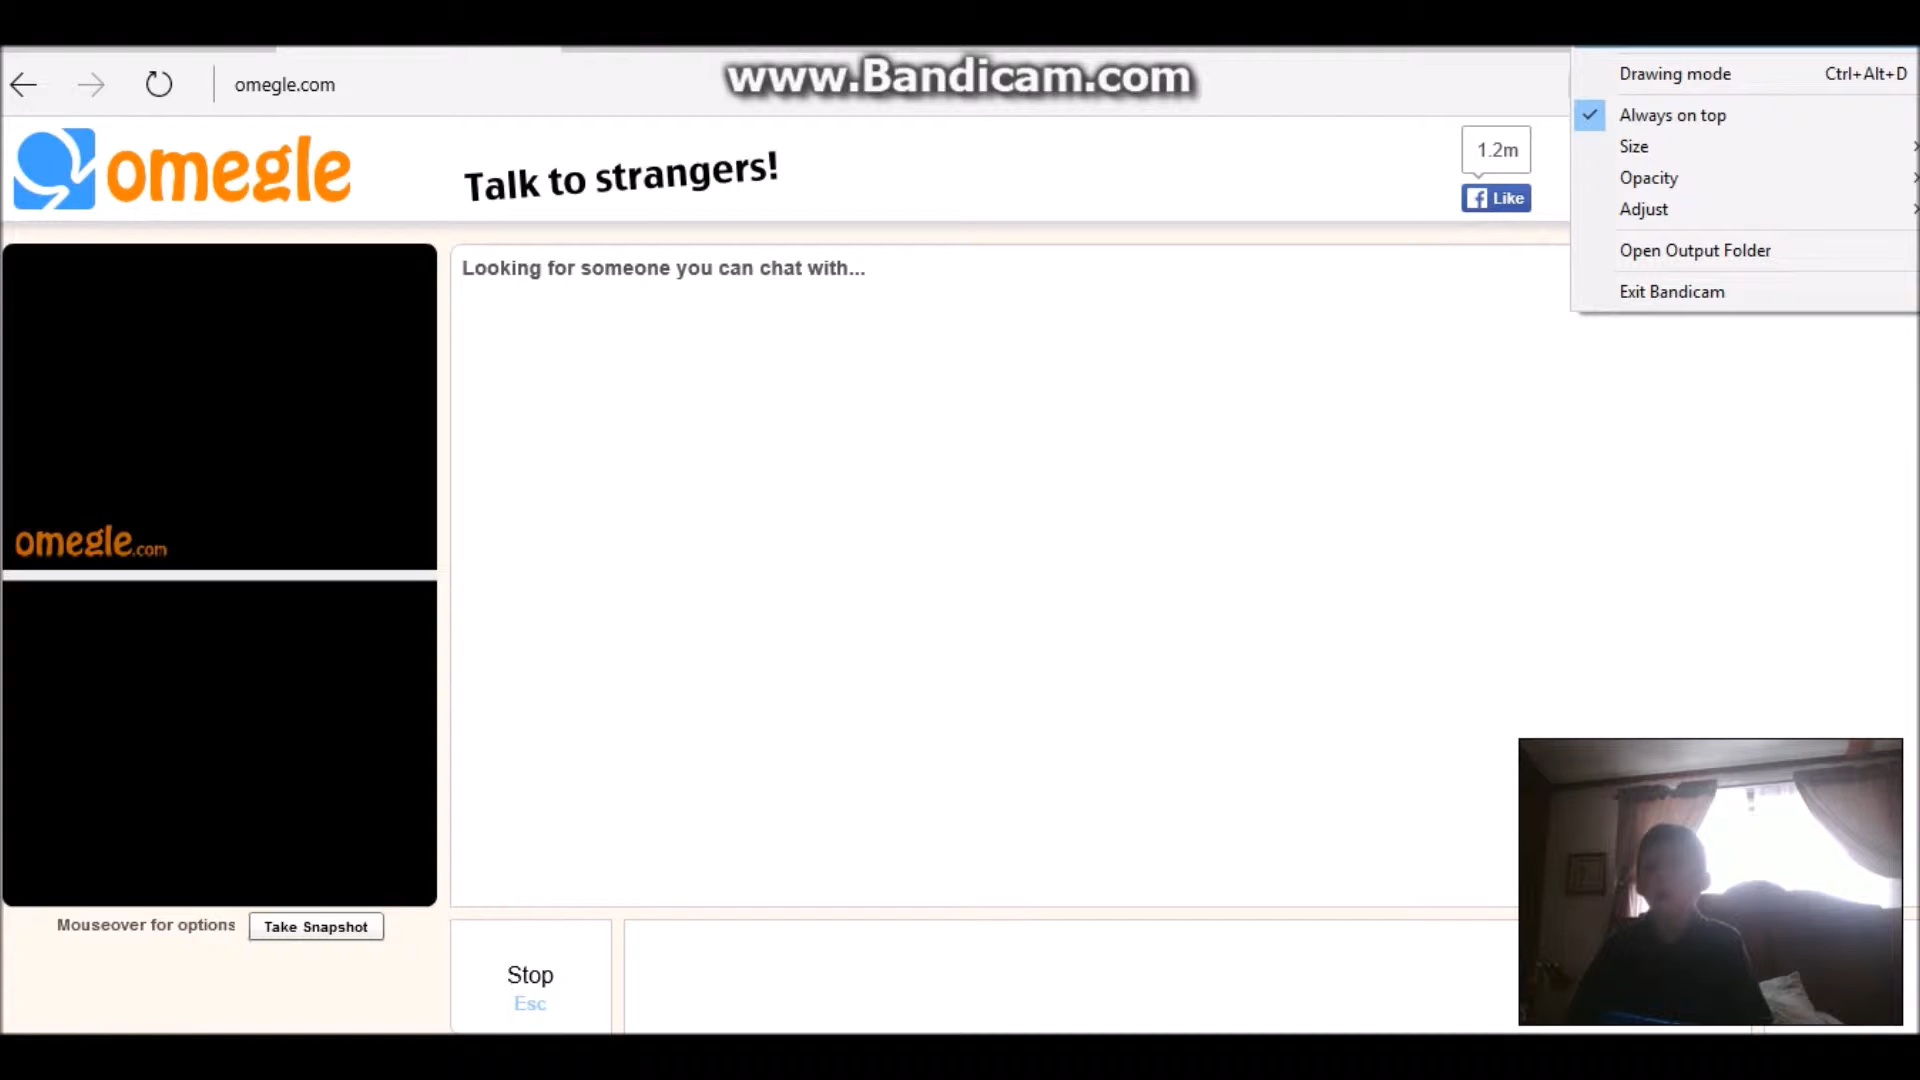 www.Bandicam.com
omegle.com
Drawing mode Ctrl+Alt+D
Always on top
Size
Opacity
Adjust
Open Output Folder
Exit Bandicam
omegle
Talk to strangers!
1.2m
Like
Looking for someone you can chat with...
omegle.com
Mouseover for options
Take Snapshot
Stop
Esc